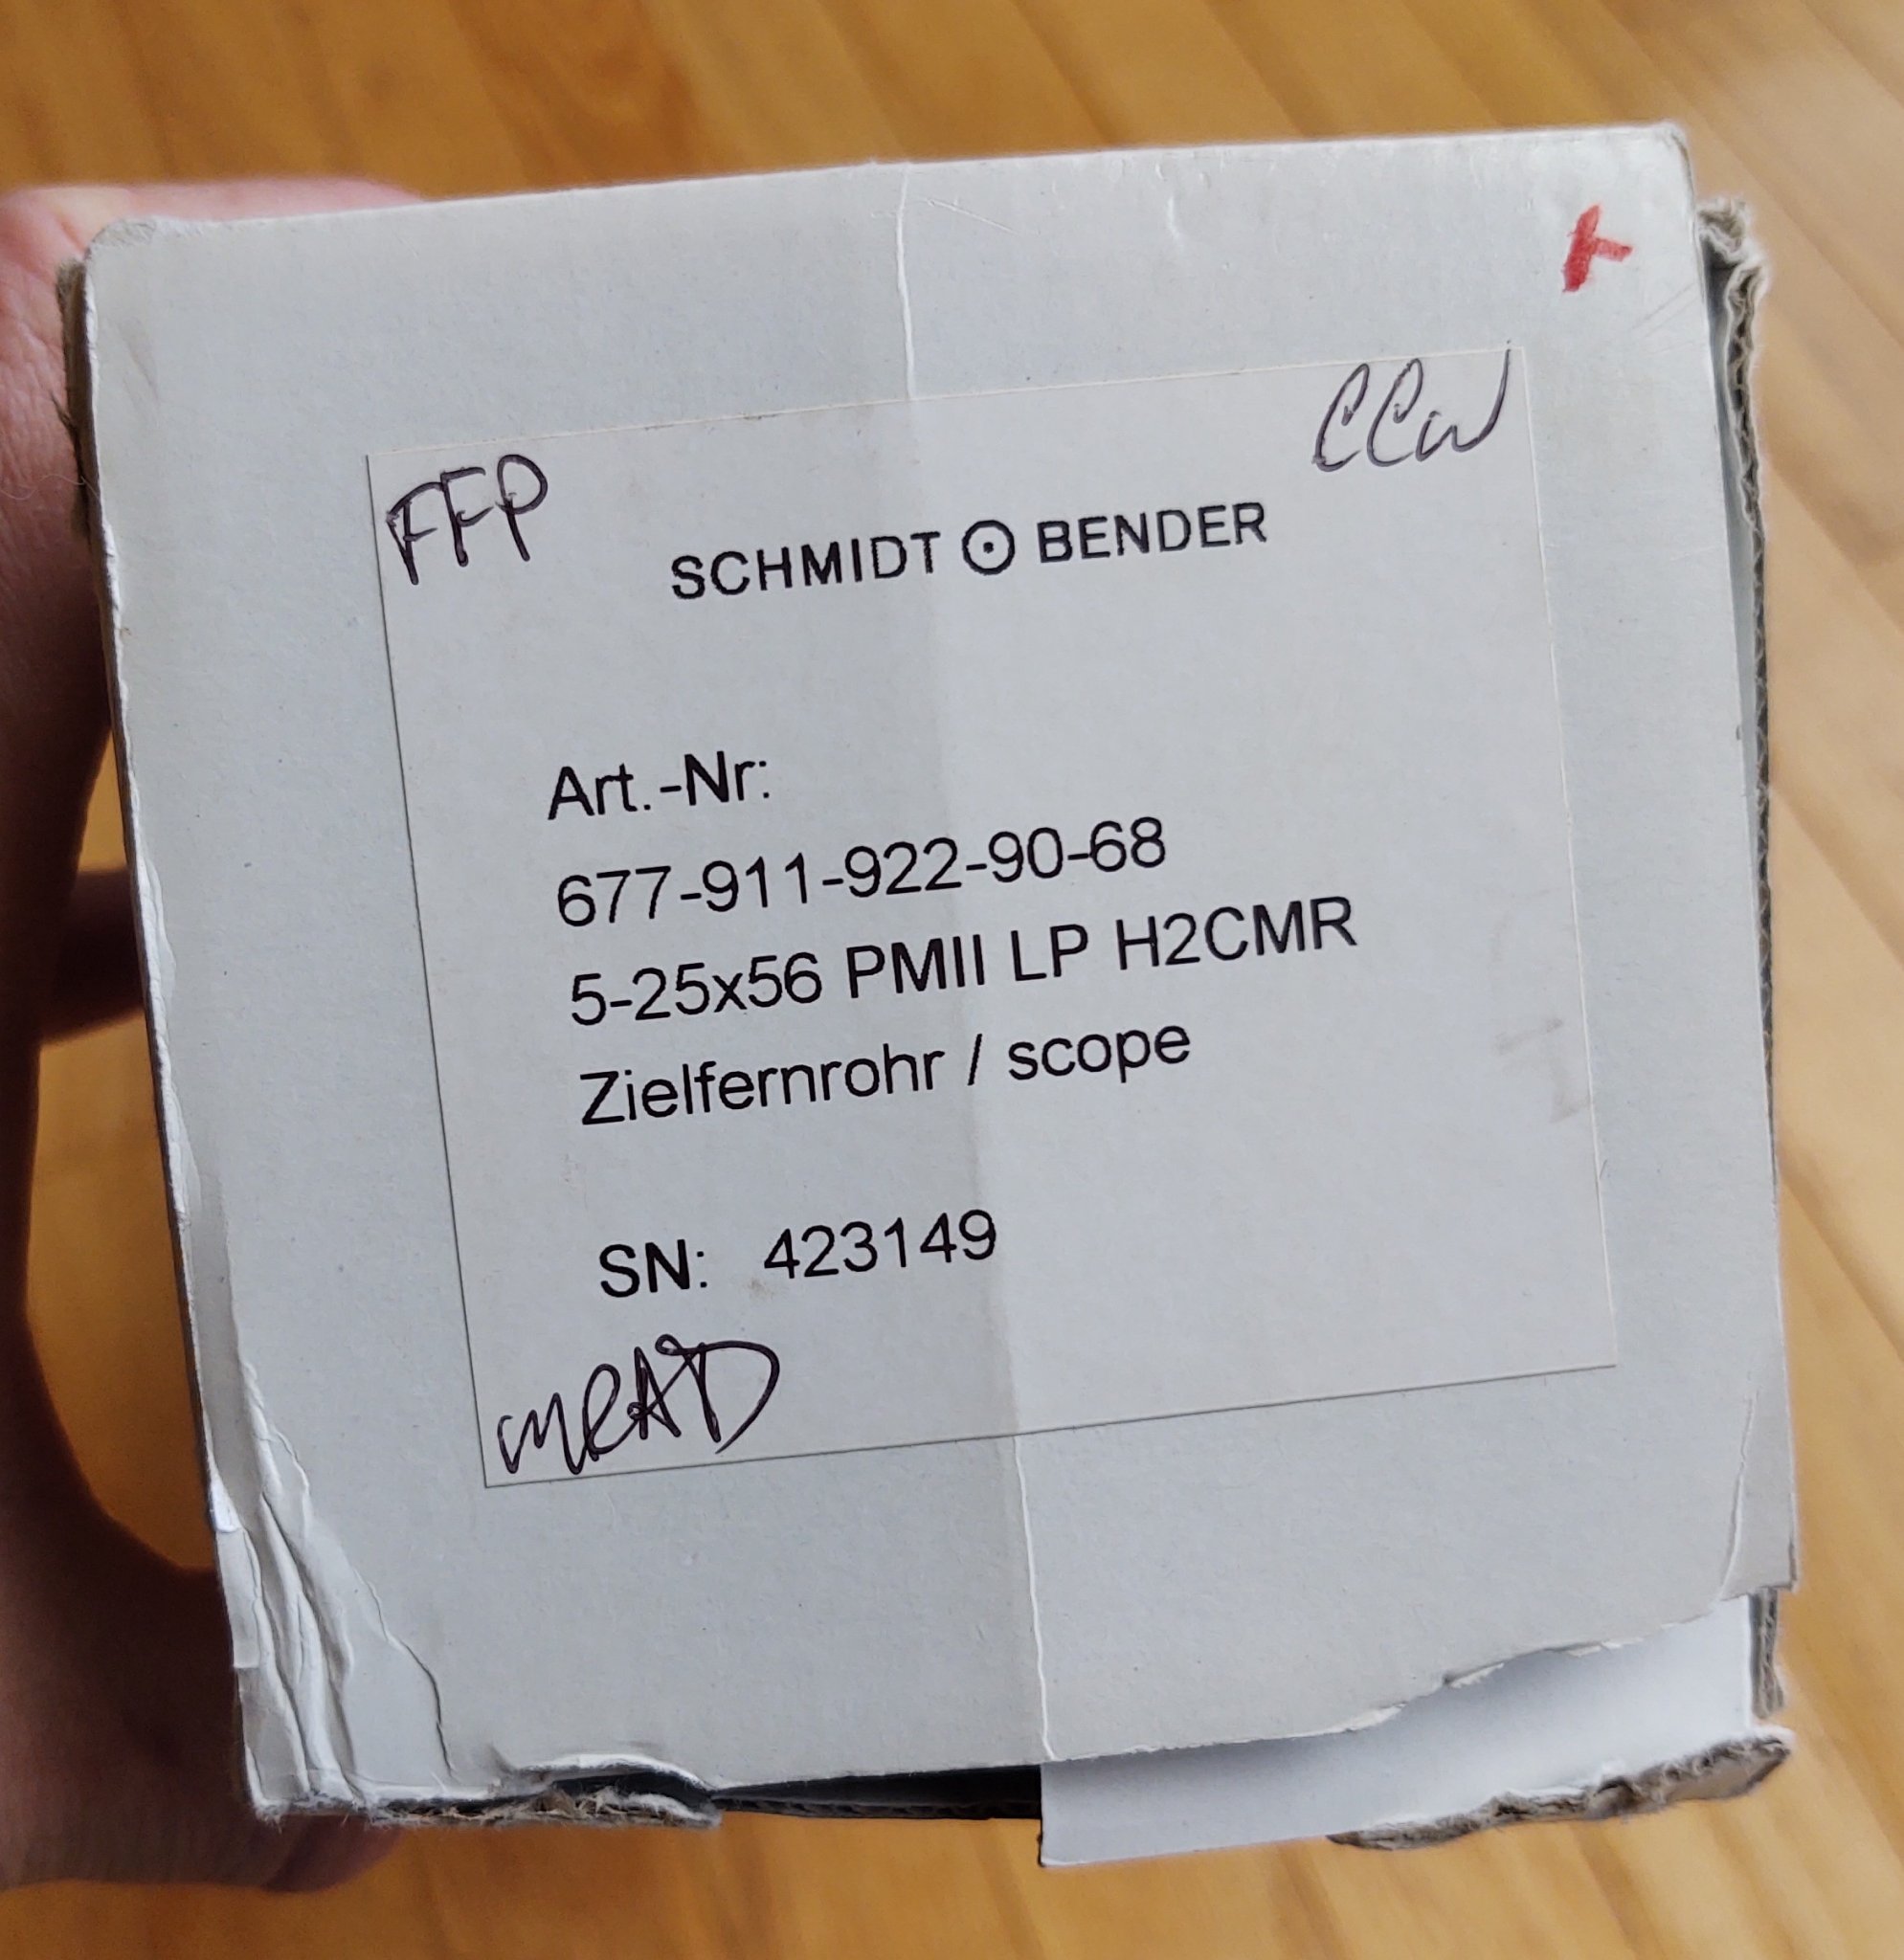 FFP
CCW
SCHMIDT BENDER
Art.-Nr:
677-911-922-90-68
5-25x56 PMII LP H2CMR
Zielfernrohr / scope
SN: 423149
MRAD